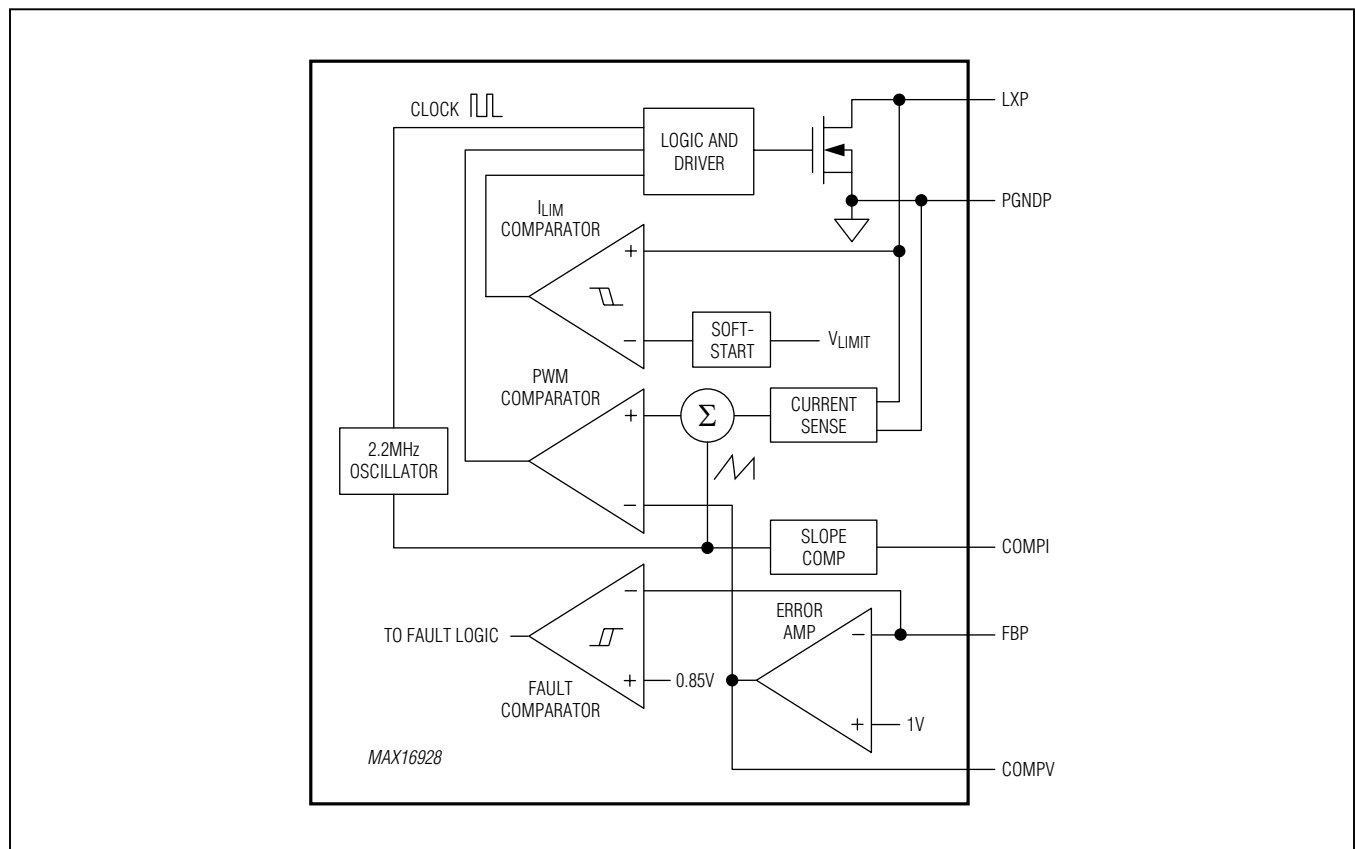 CLOCK
LXP
LOGIC AND
DRIVER
PGNDP
ILIM
COMPARATOR
+
−
SOFT-
START
VLIMIT
PWM
COMPARATOR
+
Σ
CURRENT
SENSE
2.2MHz
OSCILLATOR
−
SLOPE
COMP
COMPI
−
ERROR
AMP
−
FBP
TO FAULT LOGIC
+
0.85V
FAULT
COMPARATOR
+
1V
MAX16928
COMPV